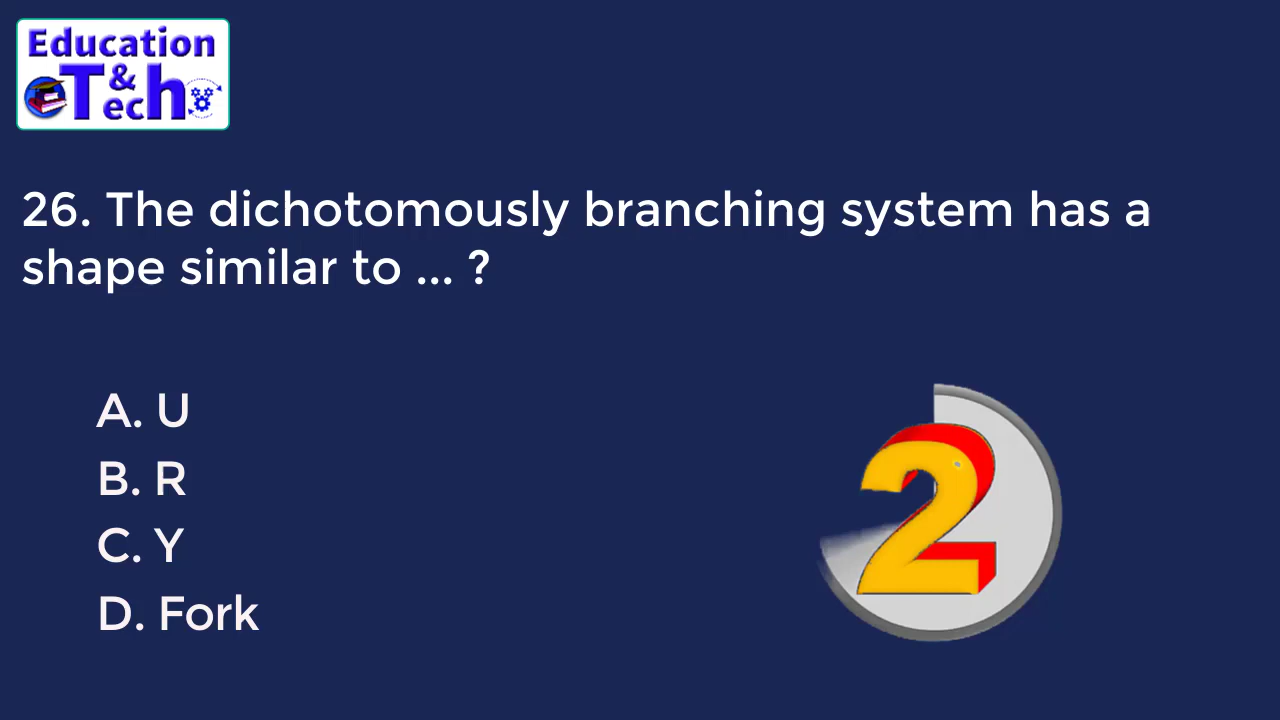 Education
&
Tech
26. The dichotomously branching system has a
shape similar to ... ?
A. U
B. R
C. Y
D. Fork
2